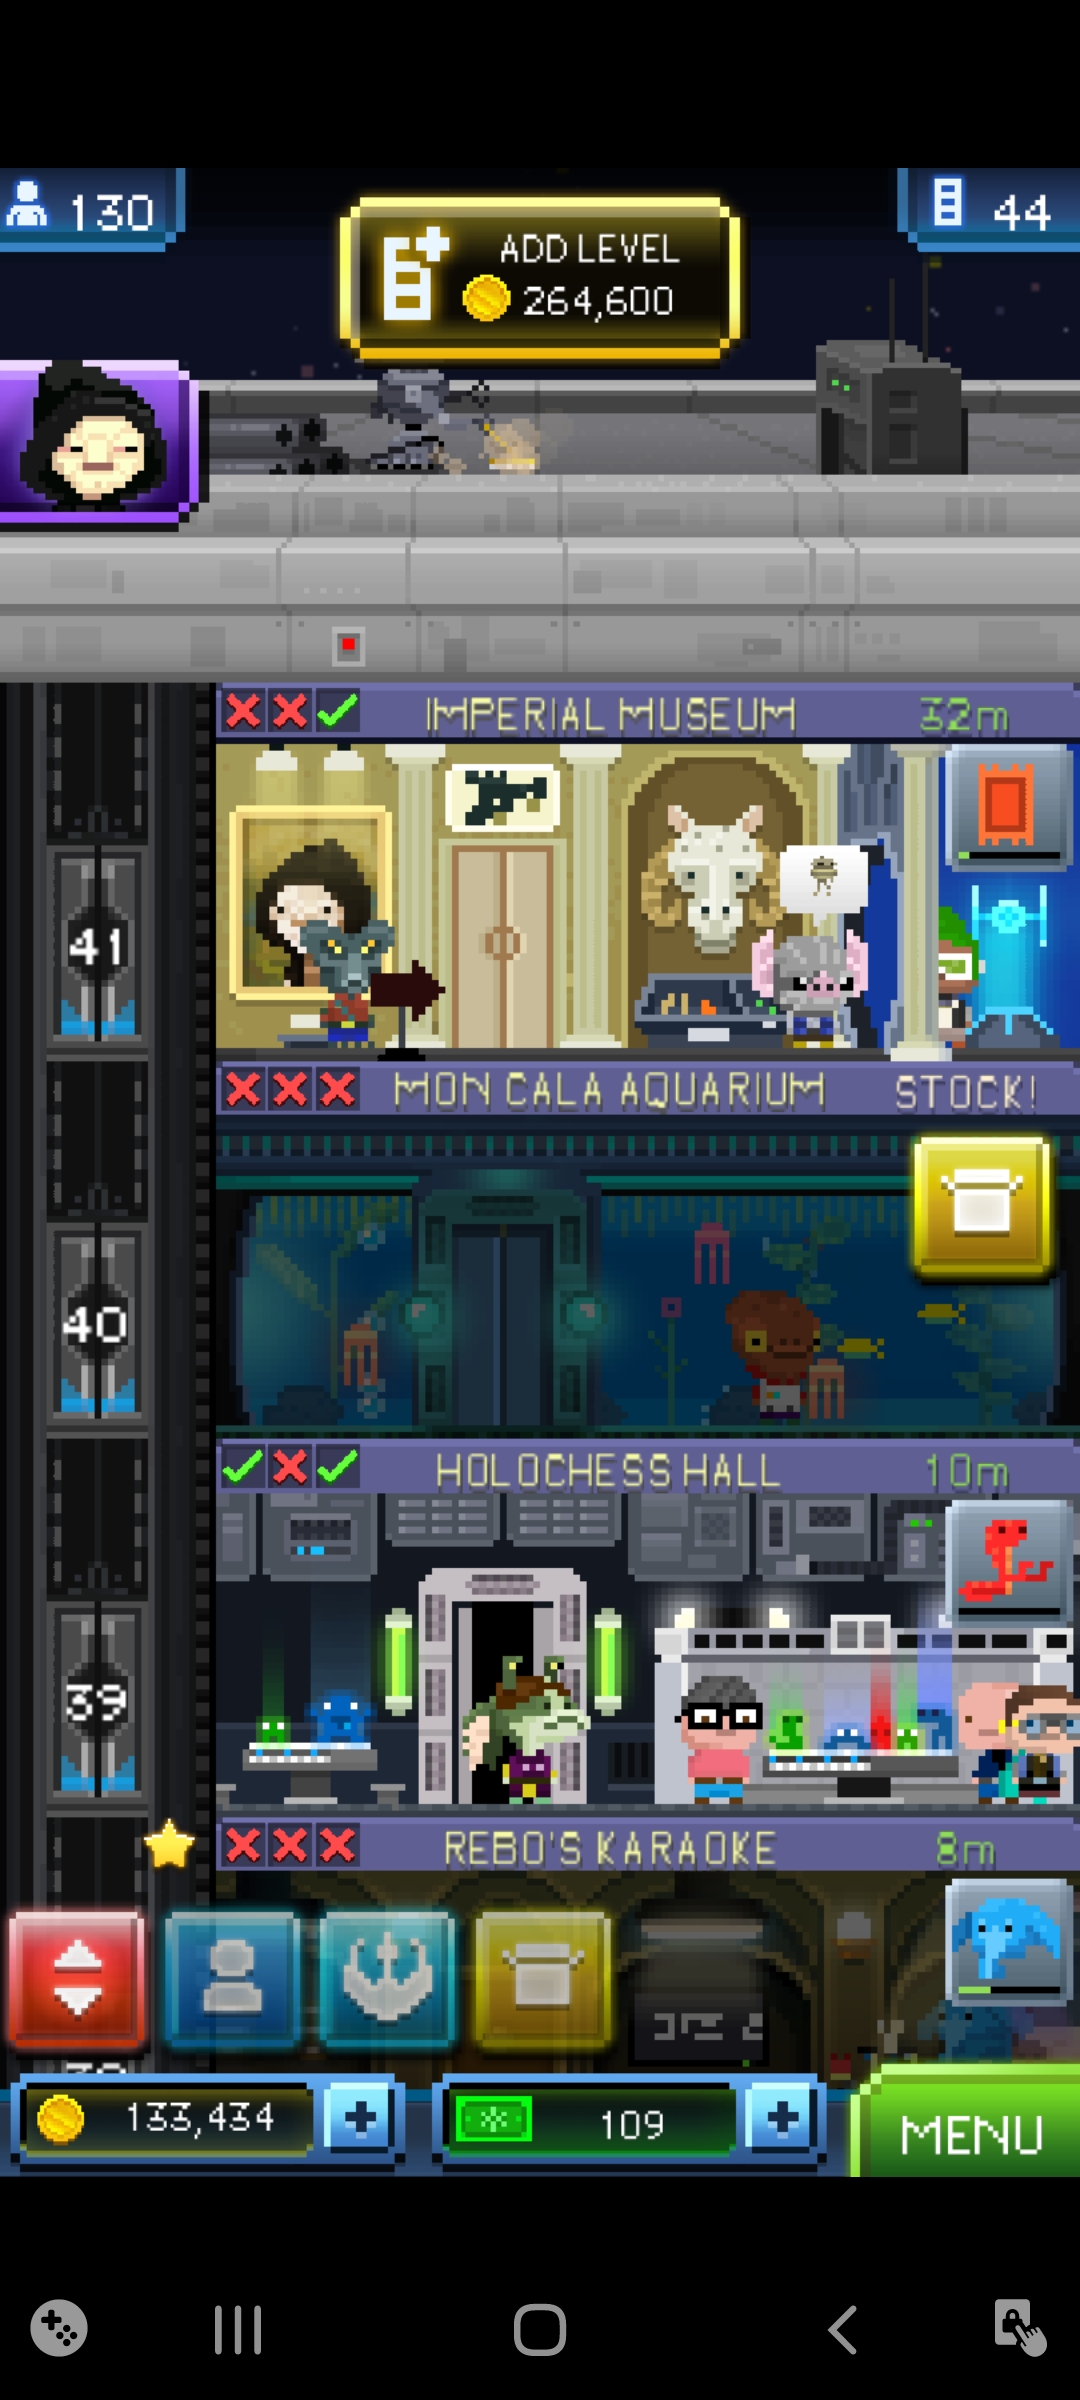 130
ADD LEVEL
264,600
44
IMPERIAL MUSEUM
32m
41
MON CALA AQUARIUM
STOCK!
40
HOLOCHESS HALL
10m
39
REBO'S KARAOKE
8m
133,434
109
MENU